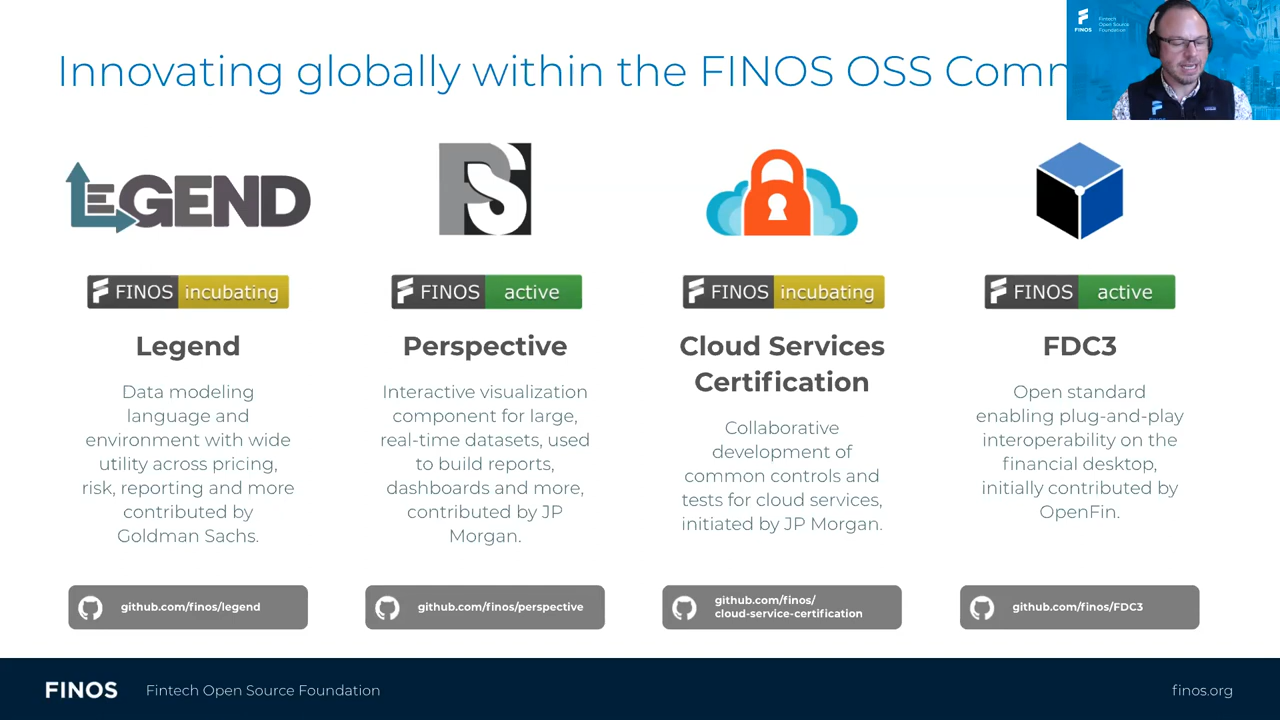 Innovating globally within the FINOS OSS Comm
FINOS
Fintech
Open Source
Foundation
LEGEND
PS
FINOS incubating
FINOS active
FINOS incubating
FINOS active
Legend
Data modeling
language and
environment with wide
utility across pricing,
risk, reporting and more
contributed by
Goldman Sachs.
github.com/finos/legend
Perspective
Interactive visualization
component for large,
real-time datasets, used
to build reports,
dashboards and more,
contributed by JP
Morgan.
github.com/finos/perspective
Cloud Services
Certification
Collaborative
development of
common controls and
tests for cloud services,
initiated by JP Morgan.
github.com/finos/
cloud-service-certification
FDC3
Open standard
enabling plug-and-play
interoperability on the
financial desktop,
initially contributed by
OpenFin.
github.com/finos/FDC3
FINOS Fintech Open Source Foundation
finos.org